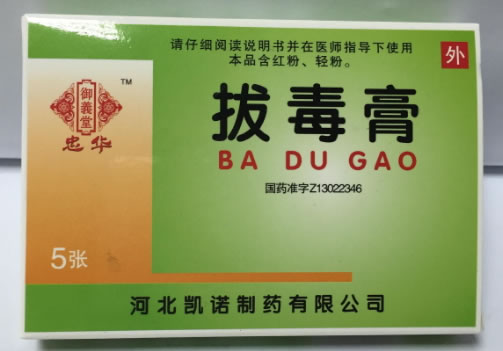 请仔细阅读说明书并在医师指导下使用
本品含红粉、轻粉。
外
御義堂
TM
忠华
拔毒膏
BA DU GAO
国药准字Z13022346
5张
河北凯诺制药有限公司